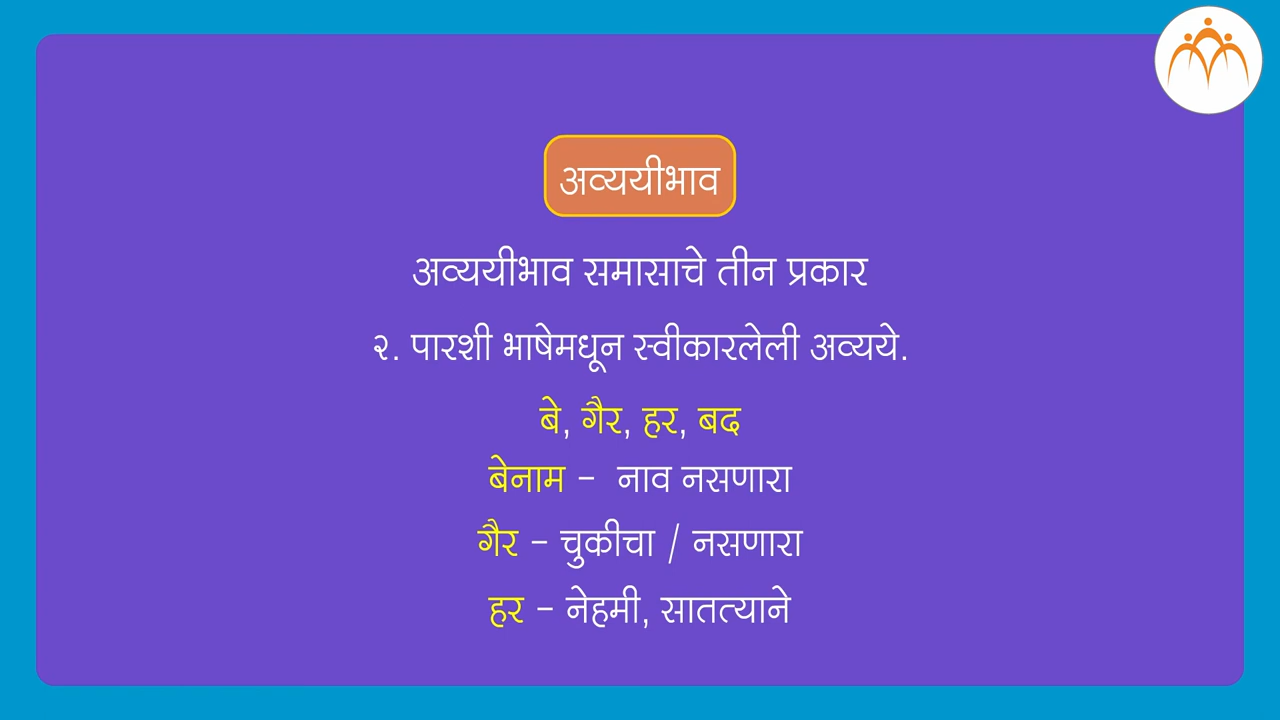 अव्ययीभाव
अव्ययीभाव समासाचे तीन प्रकार
२. पारशी भाषेमधून स्वीकारलेली अव्यये.
बे, गैर, हर, बद
बेनाम - नाव नसणारा
गैर - चुकीचा / नसणारा
हर - नेहमी, सातत्याने